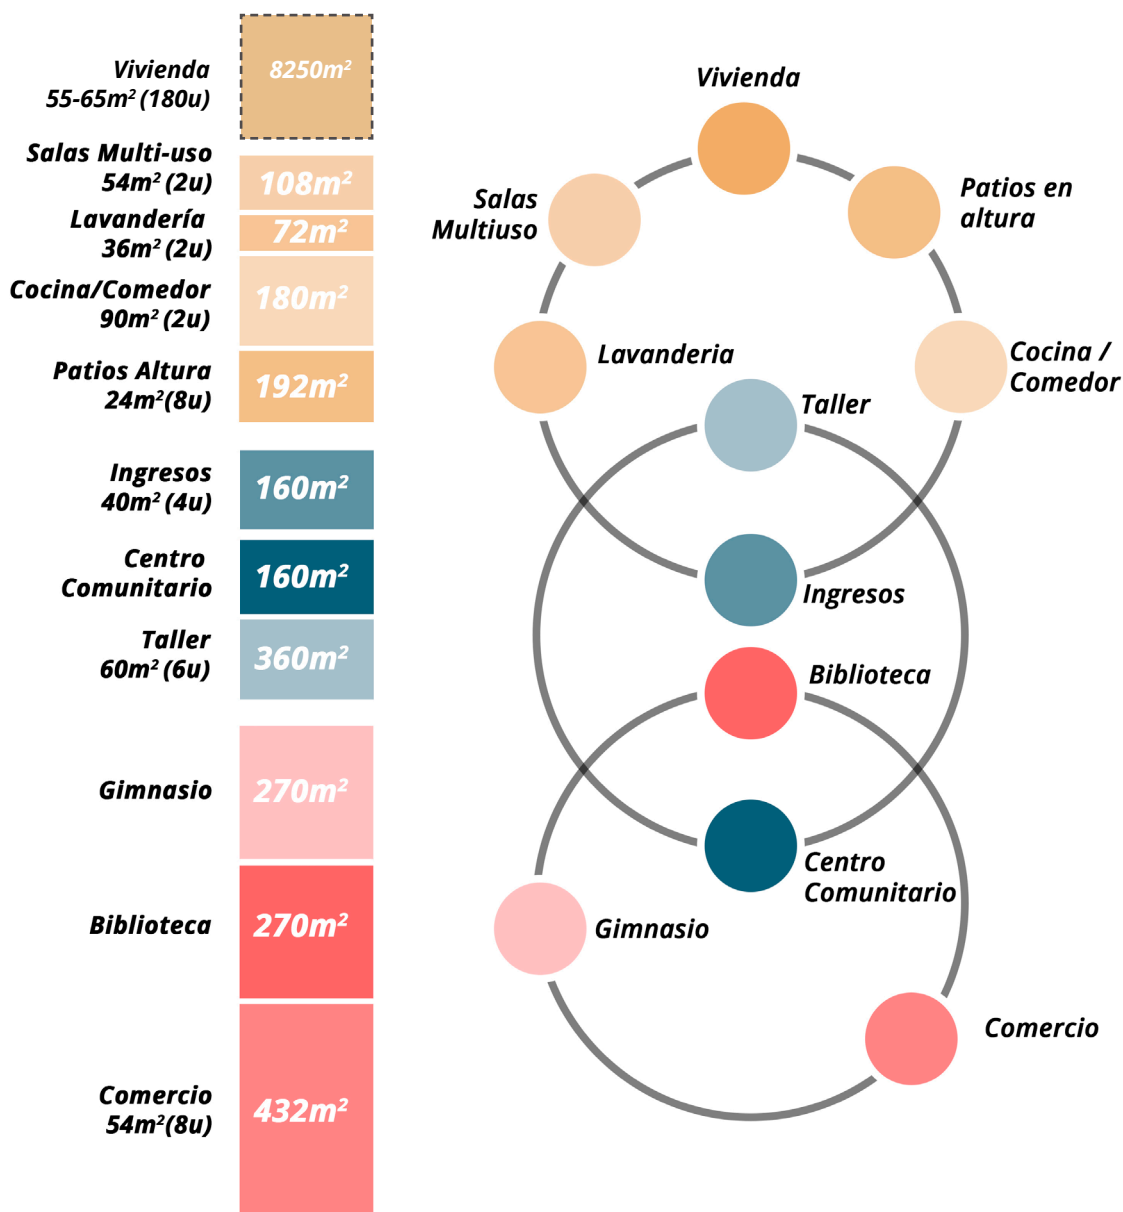 Vivienda
55-65m² (180u)
8250m²
Salas Multi-uso
54m² (2u)
108m²
Lavandería
36m² (2u)
72m²
Cocina/Comedor
90m² (2u)
180m²
Patios Altura
24m²(8u)
192m²
Ingresos
40m² (4u)
160m²
Centro
Comunitario
160m²
Taller
60m² (6u)
360m²
Gimnasio
270m²
Biblioteca
270m²
Comercio
54m²(8u)
432m²
Vivienda
Salas
Multiuso
Patios en
altura
Lavanderia
Cocina /
Comedor
Taller
Ingresos
Biblioteca
Centro
Comunitario
Gimnasio
Comercio